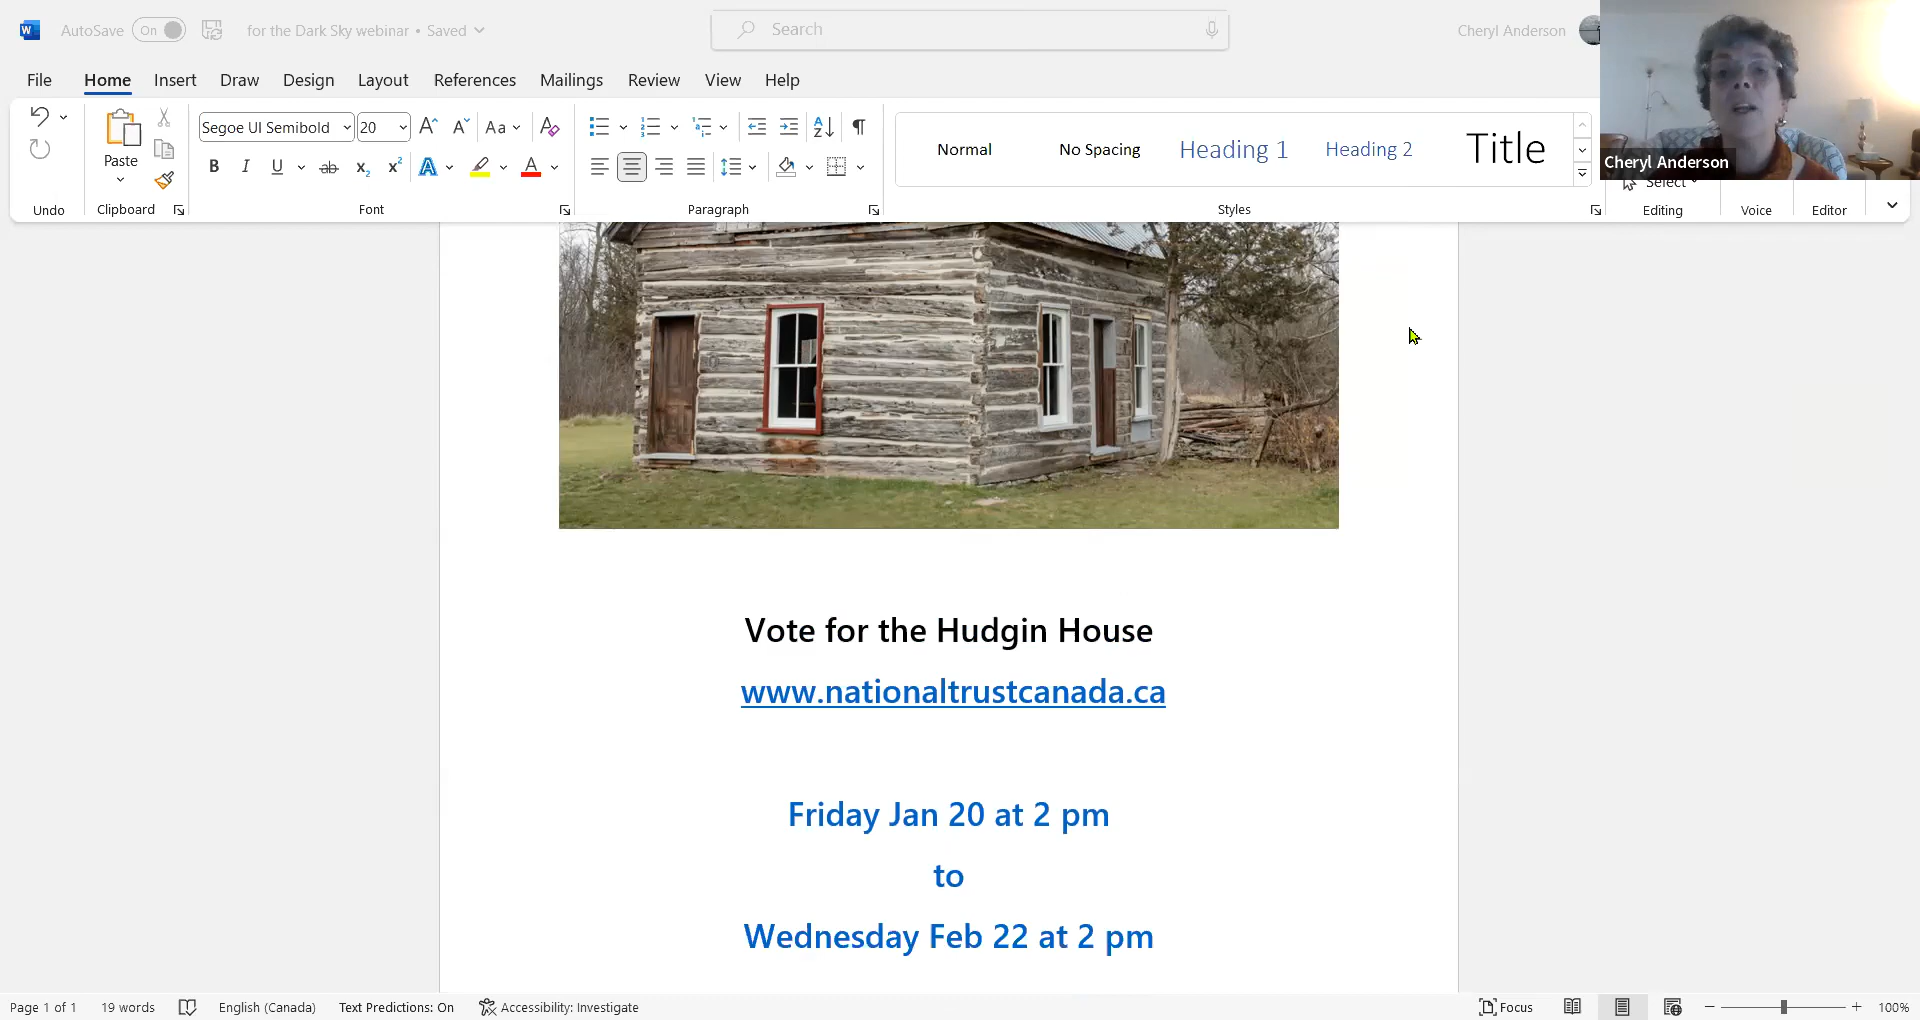 AutoSave On for the Dark Sky webinar • Saved Search Cheryl Anderson
File Home Insert Draw Design Layout References Mailings Review View Help
Segoe UI Semibold 20 Aa
Paste
B I U ab x2 x2 A A
Normal No Spacing Heading 1 Heading 2 Title
Cheryl Anderson
Select
Undo Clipboard Font Paragraph Styles Editing Voice Editor
Vote for the Hudgin House
www.nationaltrustcanada.ca
Friday Jan 20 at 2 pm
to
Wednesday Feb 22 at 2 pm
Page 1 of 1 19 words English (Canada) Text Predictions: On Accessibility: Investigate Focus 100%